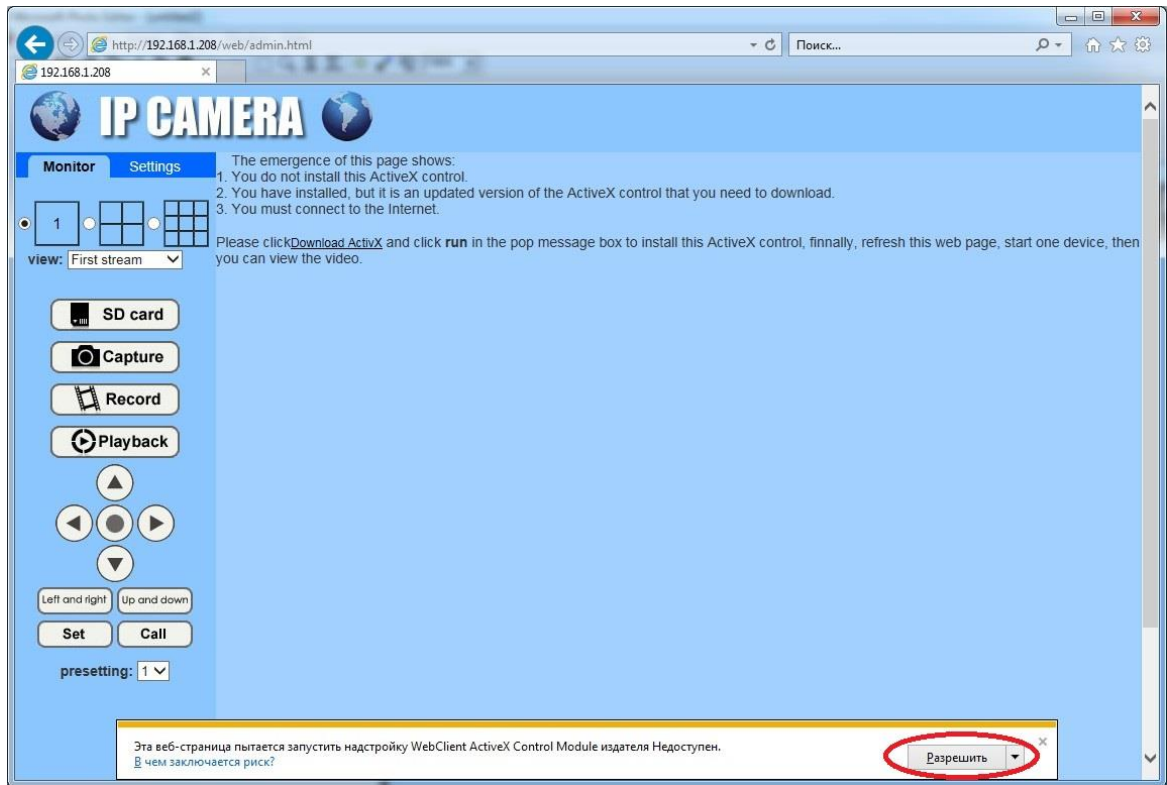 http://192.168.1.208/web/admin.html
Поиск...
192.168.1.208
IP CAMERA
Monitor Settings
The emergence of this page shows:
1. You do not install this ActiveX control.
2. You have installed, but it is an updated version of the ActiveX control that you need to download.
3. You must connect to the Internet.
Please clickDownload ActivX and click run in the pop message box to install this ActiveX control, finnally, refresh this web page, start one device, then
you can view the video.
1
view: First stream
SD card
Capture
Record
Playback
Left and right Up and down
Set Call
presetting: 1
Эта веб-страница пытается запустить надстройку WebClient ActiveX Control Module издателя Недоступен.
В чем заключается риск?
Разрешить